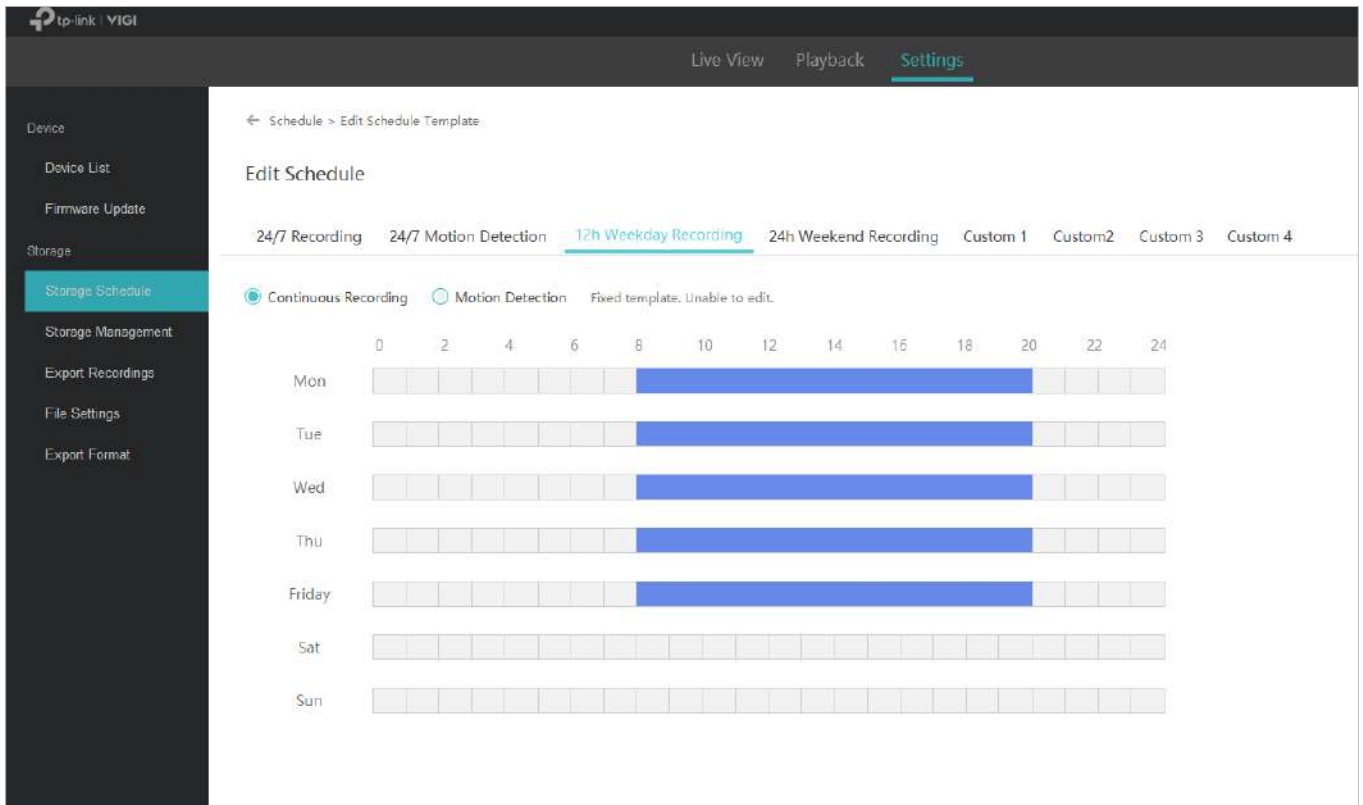 tp-link | VIGI
Live View Playback Settings
Device
Device List
Firmware Update
Storage
Storage Schedule
Storage Management
Export Recordings
File Settings
Export Format
← Schedule > Edit Schedule Template
Edit Schedule
24/7 Recording 24/7 Motion Detection 12h Weekday Recording 24h Weekend Recording Custom 1 Custom2 Custom 3 Custom 4
Continuous Recording Motion Detection Fixed template. Unable to edit.
0 2 4 6 8 10 12 14 16 18 20 22 24
Mon
Tue
Wed
Thu
Friday
Sat
Sun